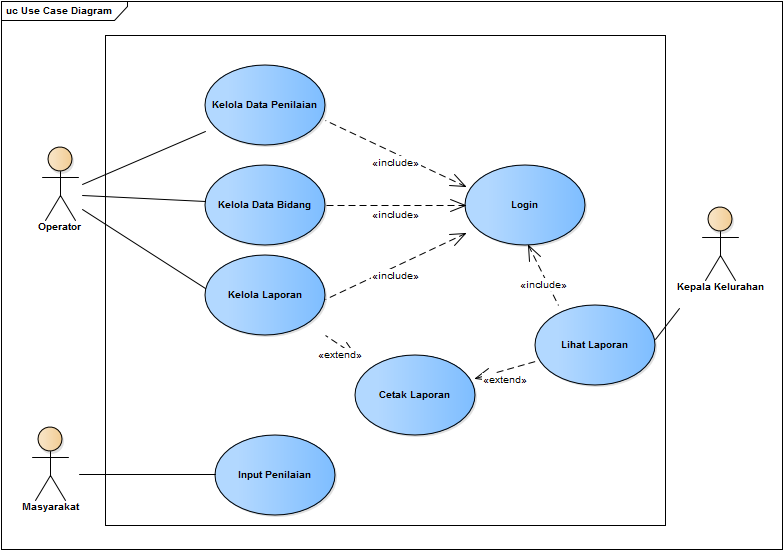 uc Use Case Diagram
Kelola Data Penilaian
«include»
Operator
Kelola Data Bidang
«include»
Login
Kelola Laporan
«include»
«include»
Kepala Kelurahan
Lihat Laporan
«extend»
«extend»
Cetak Laporan
Input Penilaian
Masyarakat